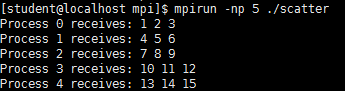 [student@localhost mpi]$ mpirun -np 5 ./scatter
Process 0 receives: 1 2 3
Process 1 receives: 4 5 6
Process 2 receives: 7 8 9
Process 3 receives: 10 11 12
Process 4 receives: 13 14 15